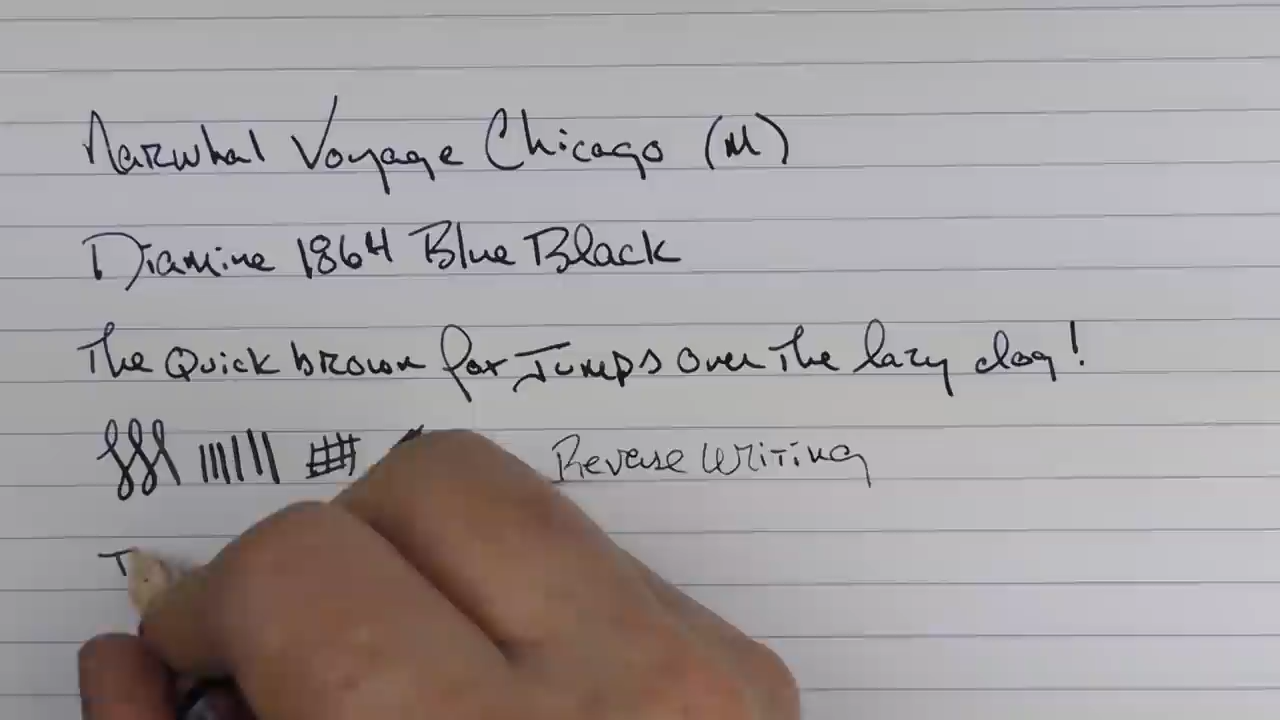 Narwhal Voyage Chicago (M)
Diamine 1864 Blue Black
The Quick brown fox Jumps over The lazy dog!
Reverse Writing
T